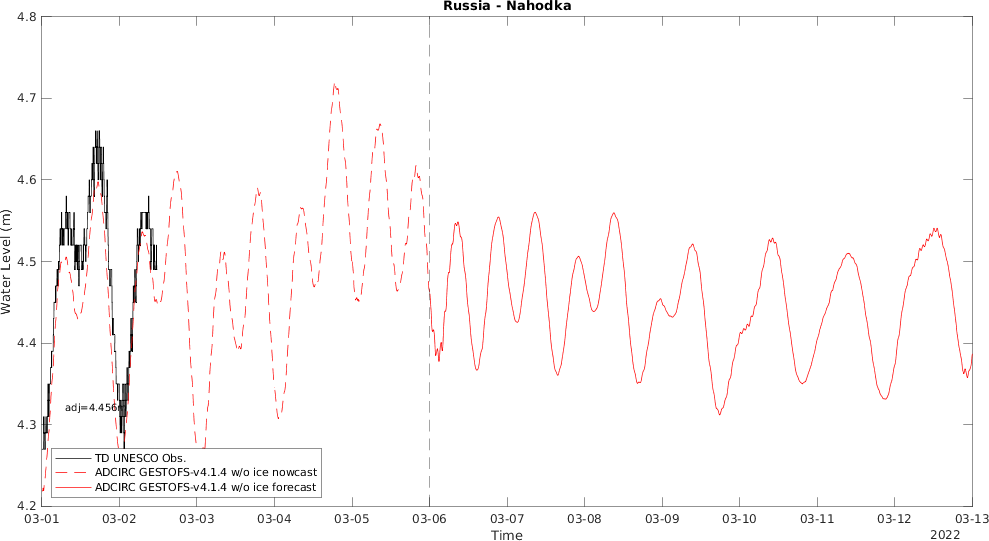 Russia - Nahodka
4.8
4.7
4.6
4.5
4.4
4.3
4.2
Water Level (m)
adj=4.456m
TD UNESCO Obs.
ADCIRC GESTOFS-v4.1.4 w/o ice nowcast
ADCIRC GESTOFS-v4.1.4 w/o ice forecast
03-01 03-02 03-03 03-04 03-05 03-06 03-07 03-08 03-09 03-10 03-11 03-12 03-13
Time
2022